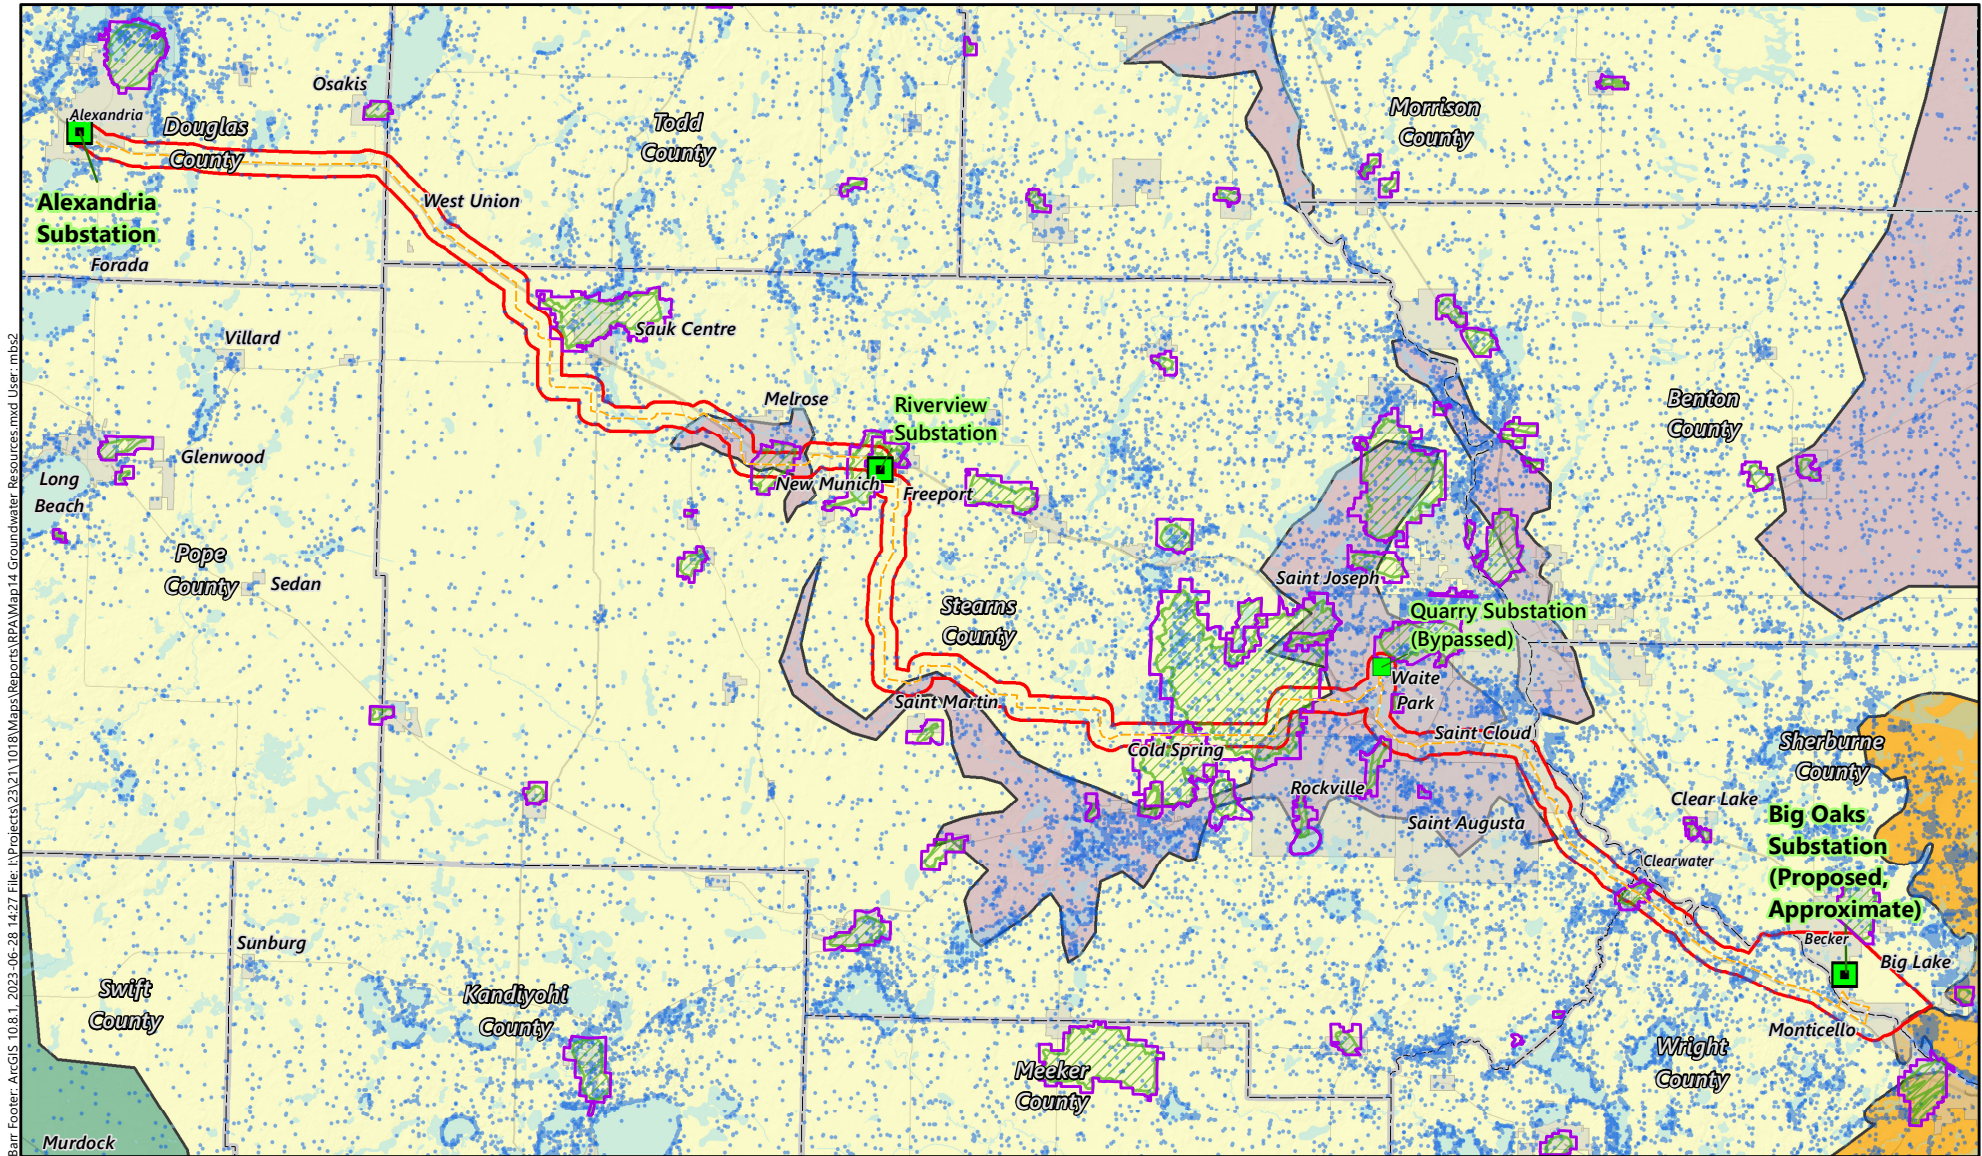 Osakis
Alexandria
Douglas
County
Todd
County
Morrison
County
Alexandria
Substation
West Union
Forada
Villard
Sauk Centre
Melrose
Riverview
Substation
Benton
County
Glenwood
Long
Beach
New Munich
Freeport
Pope
County
Sedan
Saint Joseph
Stearns
County
Quarry Substation
(Bypassed)
Waite
Park
Saint Martin
Saint Cloud
Cold Spring
Sherburne
County
Rockville
Clear Lake
Saint Augusta
Big Oaks
Substation
(Proposed,
Approximate)
Clearwater
Becker
Big Lake
Sunburg
Swift
County
Kandiyohi
County
Monticello
Wright
County
Meeker
County
Murdock
Barr Footer: ArcGIS 10.8.1, 2023-06-28 14:27 File: I:\Projects\23\21\1018\Maps\Reports\RPA\Map14 Groundwater Resources.mxd User: mbs2